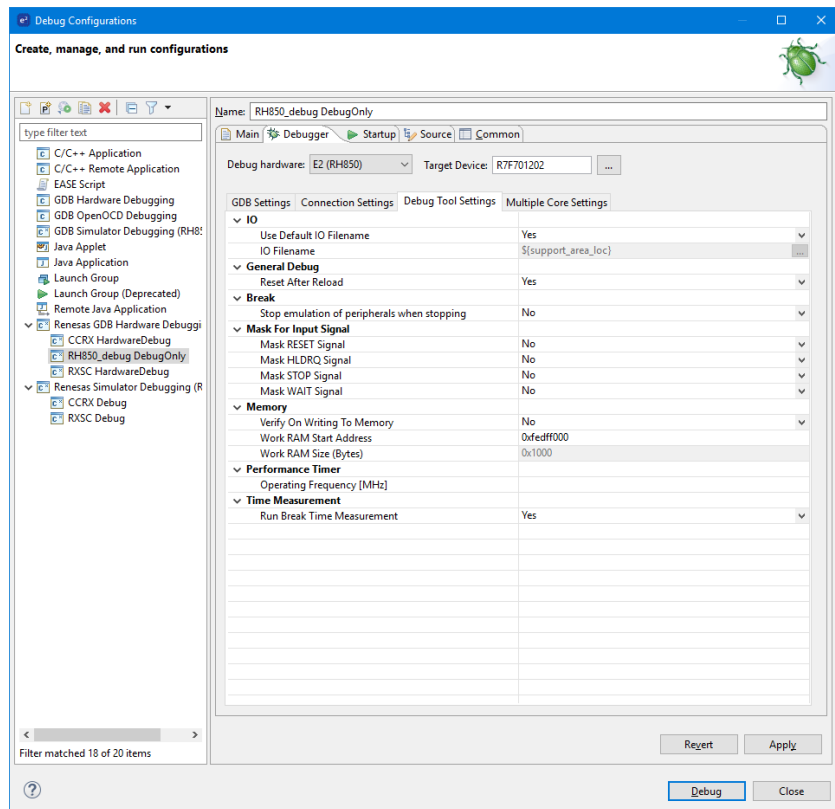 e² Debug Configurations
Create, manage, and run configurations
type filter text
C/C++ Application
C/C++ Remote Application
EASE Script
GDB Hardware Debugging
GDB OpenOCD Debugging
GDB Simulator Debugging (RH8
Java Applet
Java Application
Launch Group
Launch Group (Deprecated)
Remote Java Application
Renesas GDB Hardware Debuggi
CCRX HardwareDebug
RH850_debug DebugOnly
RXSC HardwareDebug
Renesas Simulator Debugging (R
CCRX Debug
RXSC Debug
Filter matched 18 of 20 items
Name: RH850_debug DebugOnly
Main Debugger Startup Source Common
Debug hardware: E2 (RH850) Target Device: R7F701202 ...
GDB Settings Connection Settings Debug Tool Settings Multiple Core Settings
IO
Use Default IO Filename Yes
IO Filename ${support_area_loc} ...
General Debug
Reset After Reload Yes
Break
Stop emulation of peripherals when stopping No
Mask For Input Signal
Mask RESET Signal No
Mask HLDRQ Signal No
Mask STOP Signal No
Mask WAIT Signal No
Memory
Verify On Writing To Memory No
Work RAM Start Address 0xfedff000
Work RAM Size (Bytes) 0x1000
Performance Timer
Operating Frequency [MHz]
Time Measurement
Run Break Time Measurement Yes
Revert Apply
? Debug Close